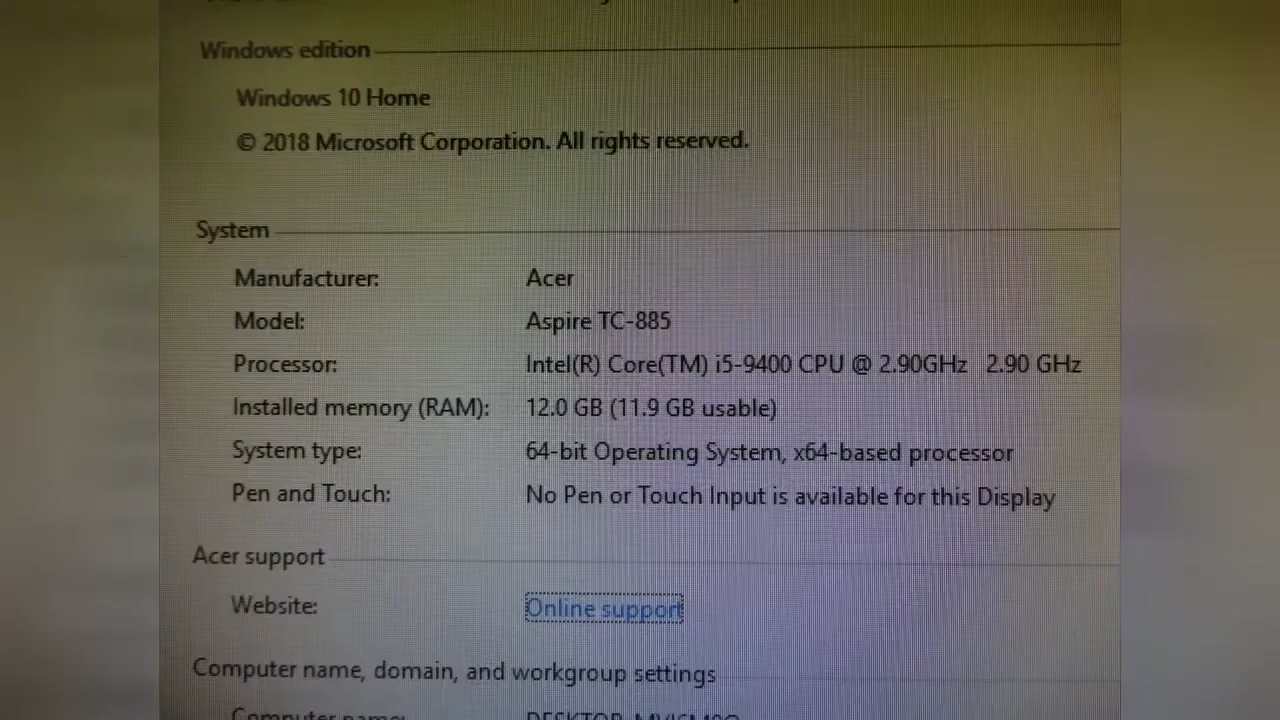 Windows edition
Windows 10 Home
© 2018 Microsoft Corporation. All rights reserved.
System
Manufacturer: Acer
Model: Aspire TC-885
Processor: Intel(R) Core(TM) i5-9400 CPU @ 2.90GHz 2.90 GHz
Installed memory (RAM): 12.0 GB (11.9 GB usable)
System type: 64-bit Operating System, x64-based processor
Pen and Touch: No Pen or Touch Input is available for this Display
Acer support
Website: Online support
Computer name, domain, and workgroup settings
Computer name: